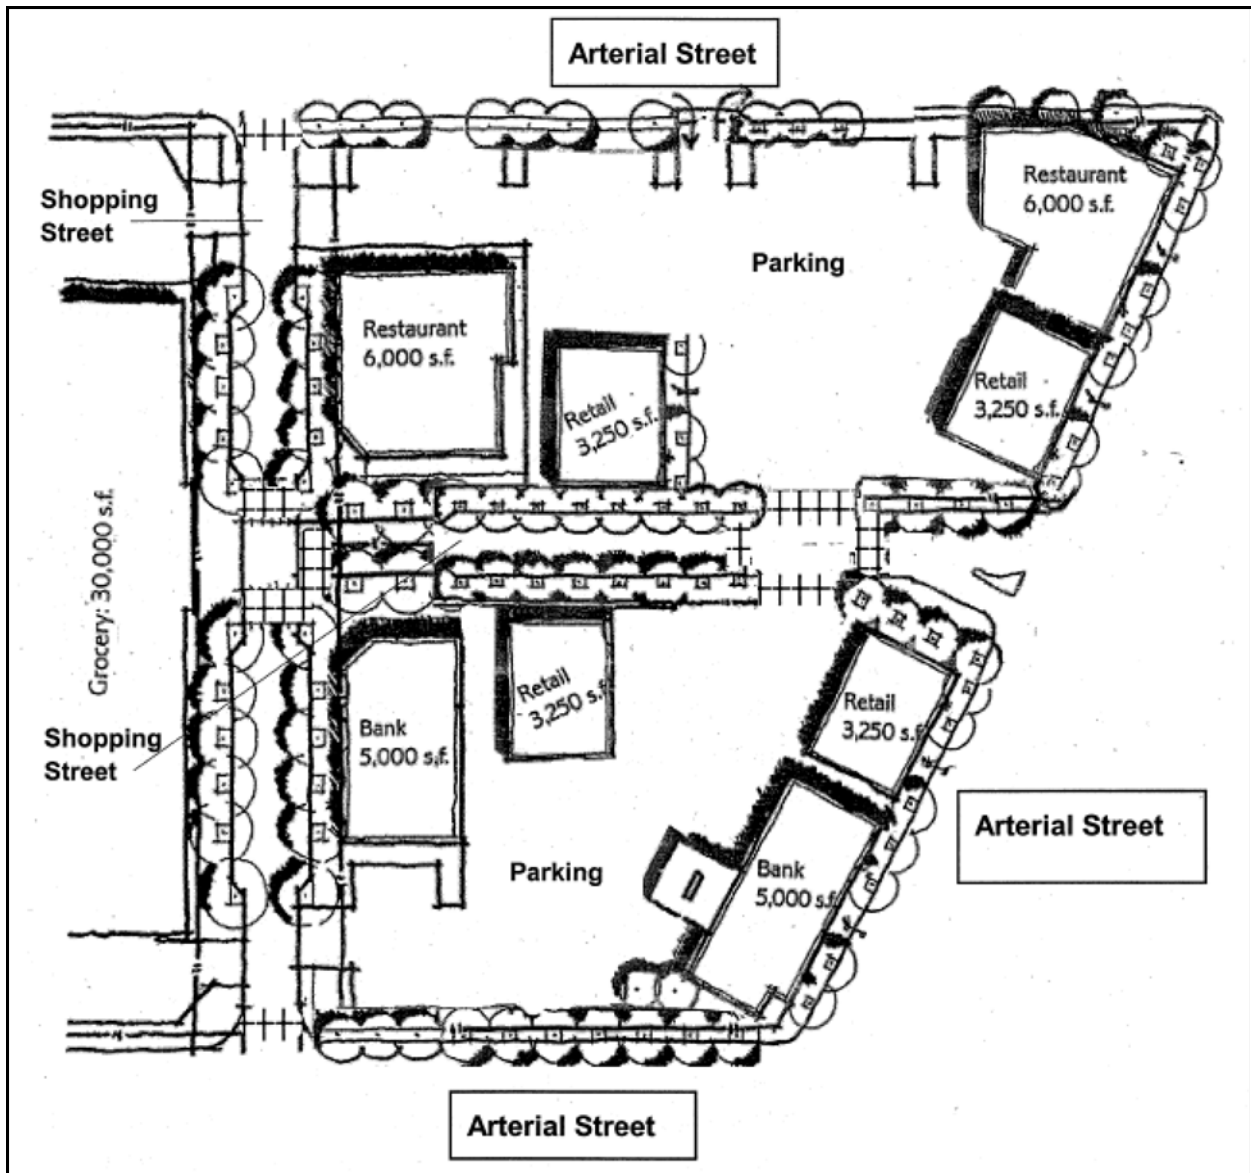 Arterial Street
Shopping
Street
Restaurant
6,000 s.f.
Parking
Restaurant
6,000 s.f.
Retail
3,250 s.f.
Retail
3,250 s.f.
Grocery: 30,000 s.f.
Shopping
Street
Bank
5,000 s.f.
Retail
3,250 s.f.
Retail
3,250 s.f.
Arterial Street
Parking
Bank
5,000 s.f.
Arterial Street